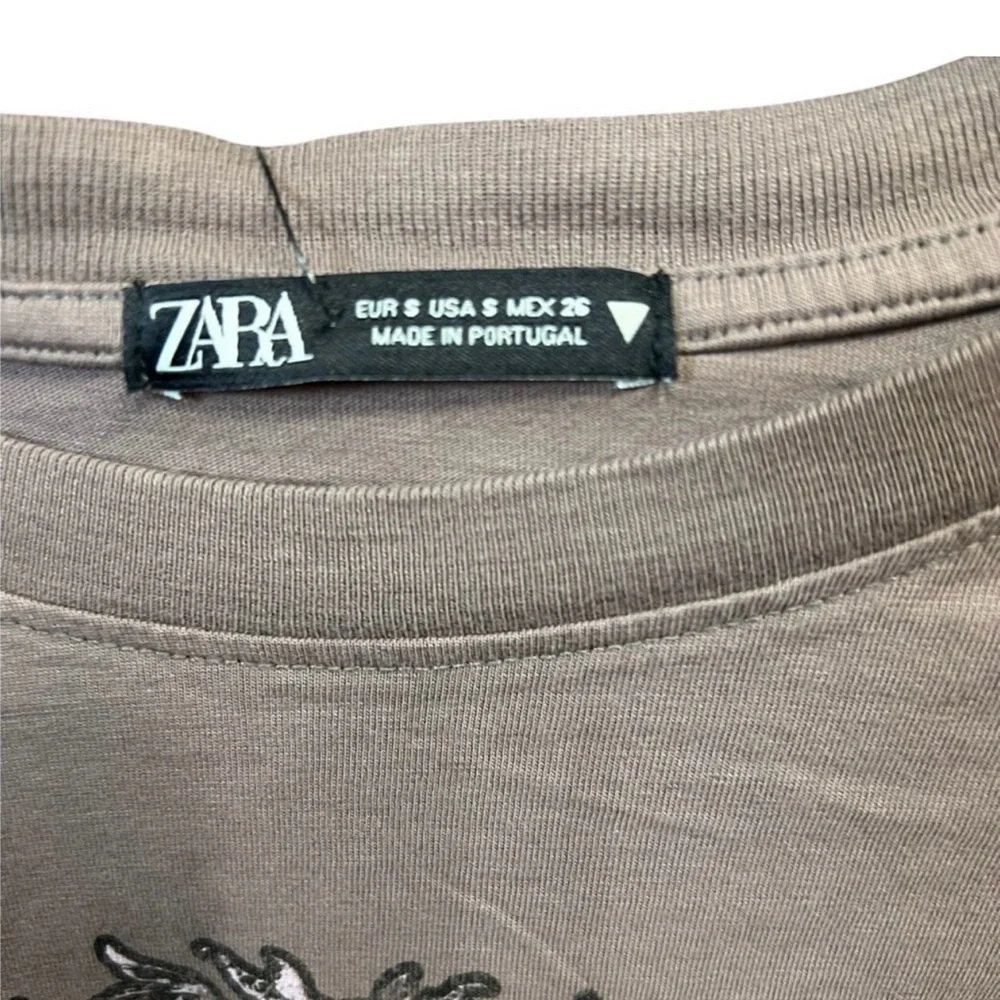 ZARA
EUR S USA S MEX 26
MADE IN PORTUGAL